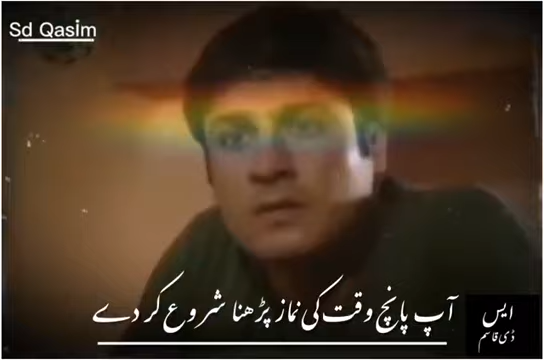 Sd Qasim
آپ پانچ وقت کی نماز پڑھنا شروع کر دے
ایس
ڈی قاسم